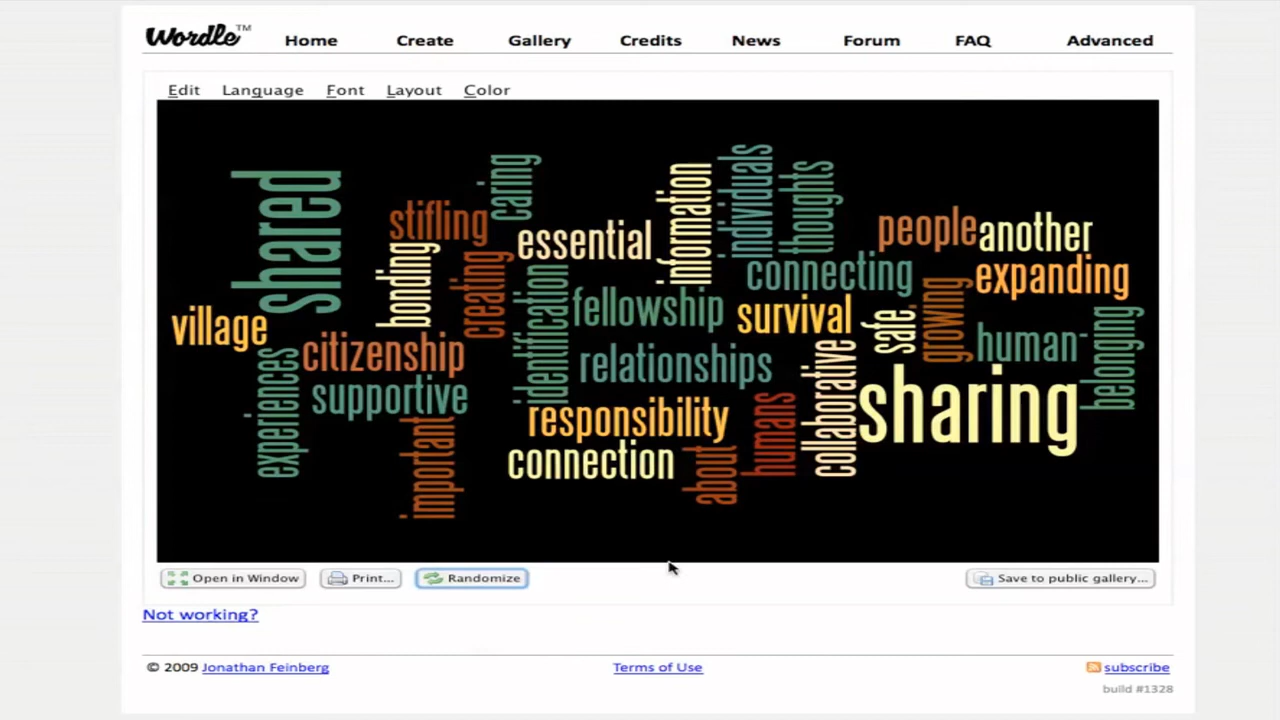 Wordle™ Home Create Gallery Credits News Forum FAQ Advanced
Edit Language Font Layout Color
shared
stifling
caring
essential
information
individuals
thoughts
people
another
bonding
creating
connecting
expanding
village
identification
fellowship
survival
safe.
growing
human-
belonging
citizenship
relationships
experiences
supportive
collaborative
sharing
responsibility
humans
important
connection
about
Open in Window Print... Randomize Save to public gallery...
Not working?
© 2009 Jonathan Feinberg Terms of Use subscribe
build #1328